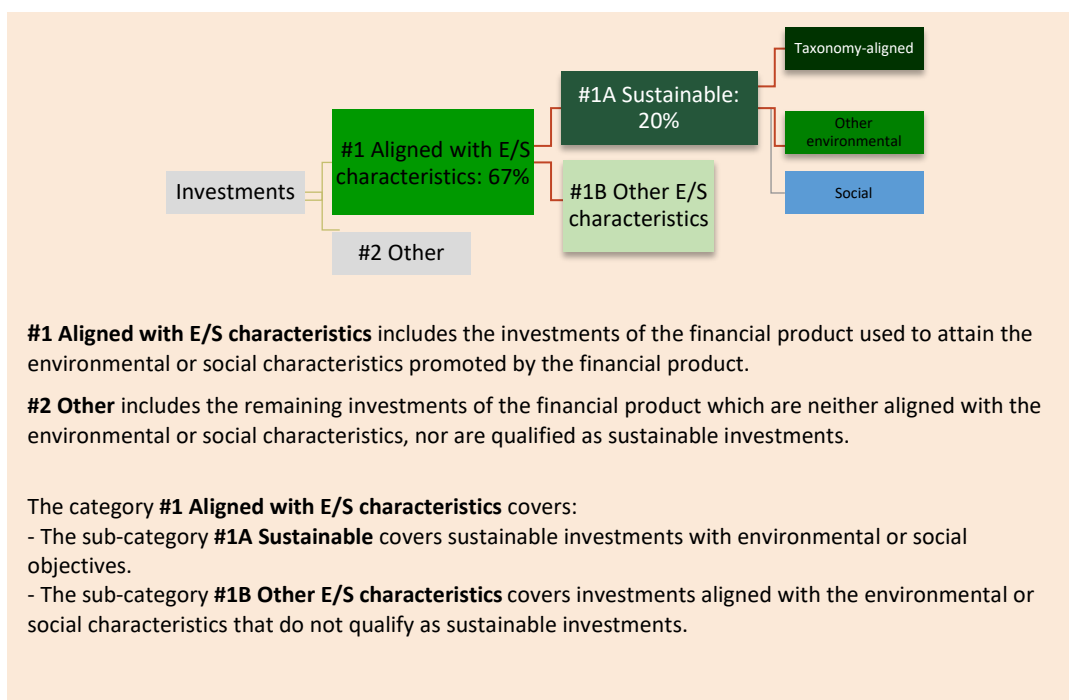 Taxonomy-aligned
#1A Sustainable:
20%
#1 Aligned with E/S
characteristics: 67%
Other
environmental
Investments
#1B Other E/S
characteristics
Social
#2 Other
#1 Aligned with E/S characteristics includes the investments of the financial product used to attain the
environmental or social characteristics promoted by the financial product.
#2 Other includes the remaining investments of the financial product which are neither aligned with the
environmental or social characteristics, nor are qualified as sustainable investments.
The category #1 Aligned with E/S characteristics covers:
- The sub-category #1A Sustainable covers sustainable investments with environmental or social
objectives.
- The sub-category #1B Other E/S characteristics covers investments aligned with the environmental or
social characteristics that do not qualify as sustainable investments.